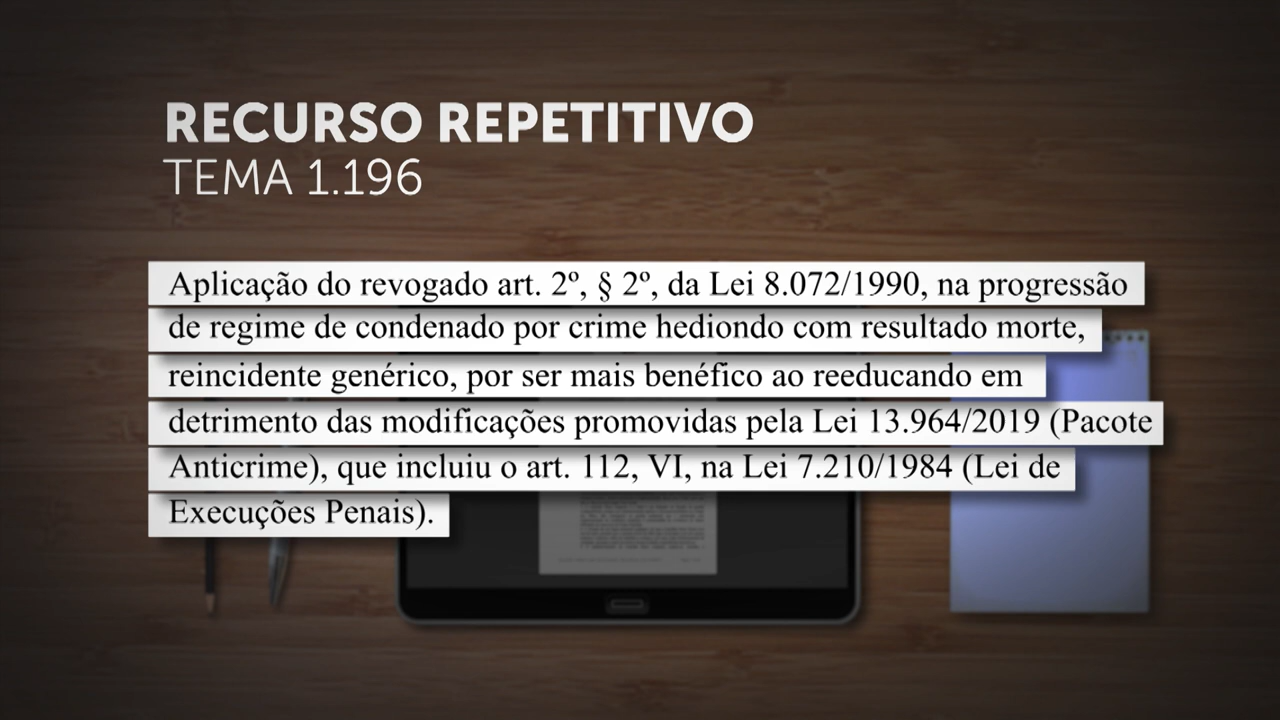 RECURSO REPETITIVO
TEMA 1.196
Aplicação do revogado art. 2º, § 2º, da Lei 8.072/1990, na progressão
de regime de condenado por crime hediondo com resultado morte,
reincidente genérico, por ser mais benéfico ao reeducando em
detrimento das modificações promovidas pela Lei 13.964/2019 (Pacote
Anticrime), que incluiu o art. 112, VI, na Lei 7.210/1984 (Lei de
Execuções Penais).